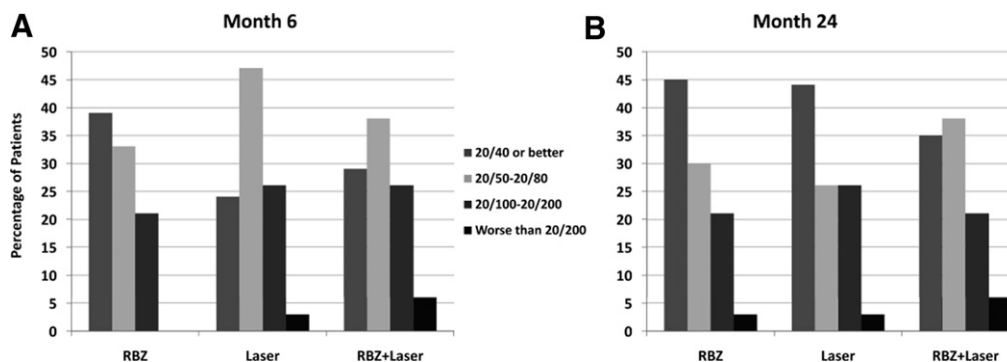 A
Month 6
Percentage of Patients
50
45
40
35
30
25
20
15
10
5
0
RBZ
Laser
RBZ+Laser
20/40 or better
20/50-20/80
20/100-20/200
Worse than 20/200
B
Month 24
50
45
40
35
30
25
20
15
10
5
0
RBZ
Laser
RBZ+Laser